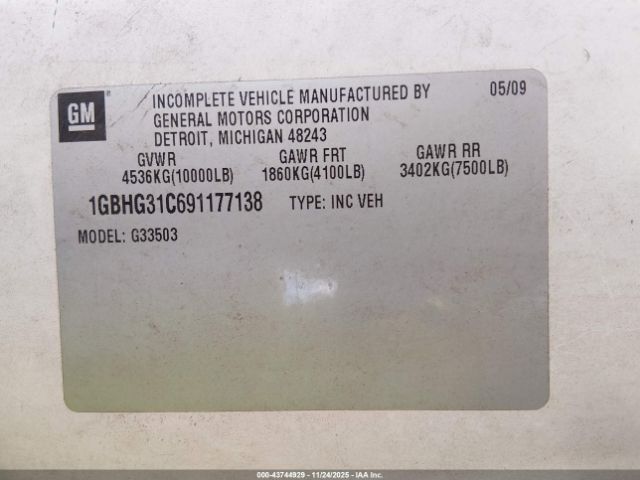 GM ®
INCOMPLETE VEHICLE MANUFACTURED BY 05/09
GENERAL MOTORS CORPORATION
DETROIT, MICHIGAN 48243
GVWR GAWR FRT GAWR RR
4536KG(10000LB) 1860KG(4100LB) 3402KG(7500LB)
1GBHG31C691177138 TYPE: INC VEH
MODEL: G33503
000-43744929 - 11/24/2025 - IAA Inc.